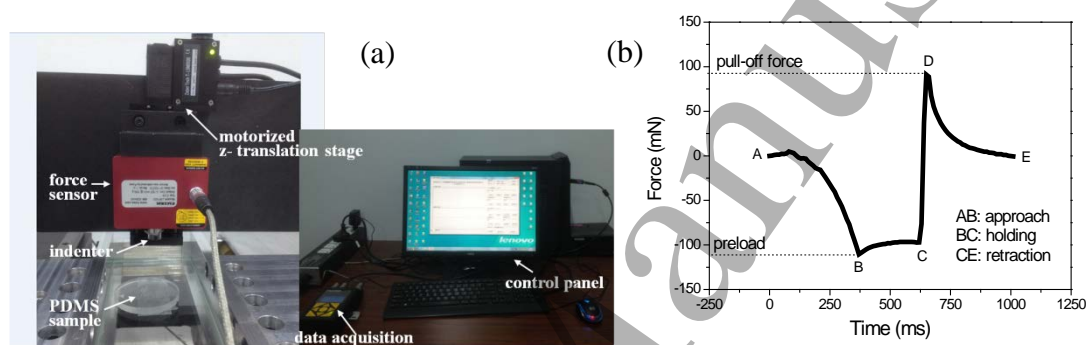 (a)
motorized
z- translation stage
force
sensor
indenter
PDMS
sample
lenovo
control panel
data acquisition
(b)
150
100
50
0
-50
-100
-150
Force (mN)
pull-off force
preload
A
B
C
D
E
AB: approach
BC: holding
CE: retraction
-250
0
250
500
750
1000
1250
Time (ms)